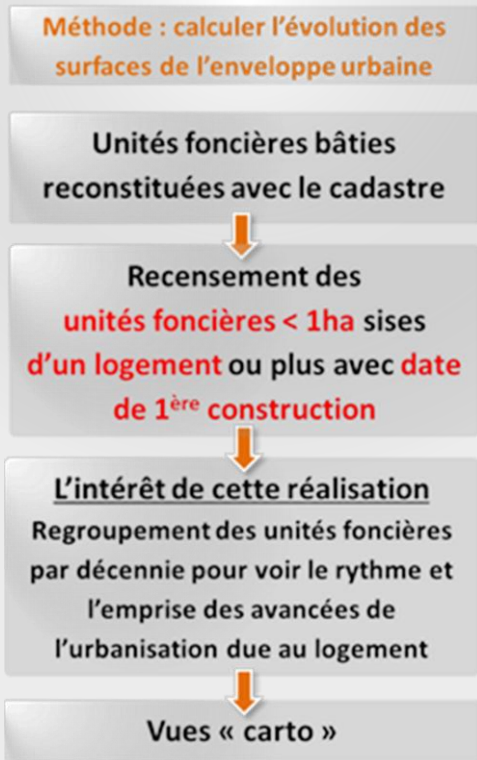 Méthode : calculer l’évolution des
surfaces de l’enveloppe urbaine
Unités foncières bâties
reconstituées avec le cadastre
Recensement des
unités foncières < 1ha sises
d’un logement ou plus avec date
de 1ère construction
L’intérêt de cette réalisation
Regroupement des unités foncières
par décennie pour voir le rythme et
l’emprise des avancées de
l’urbanisation due au logement
Vues « carto »